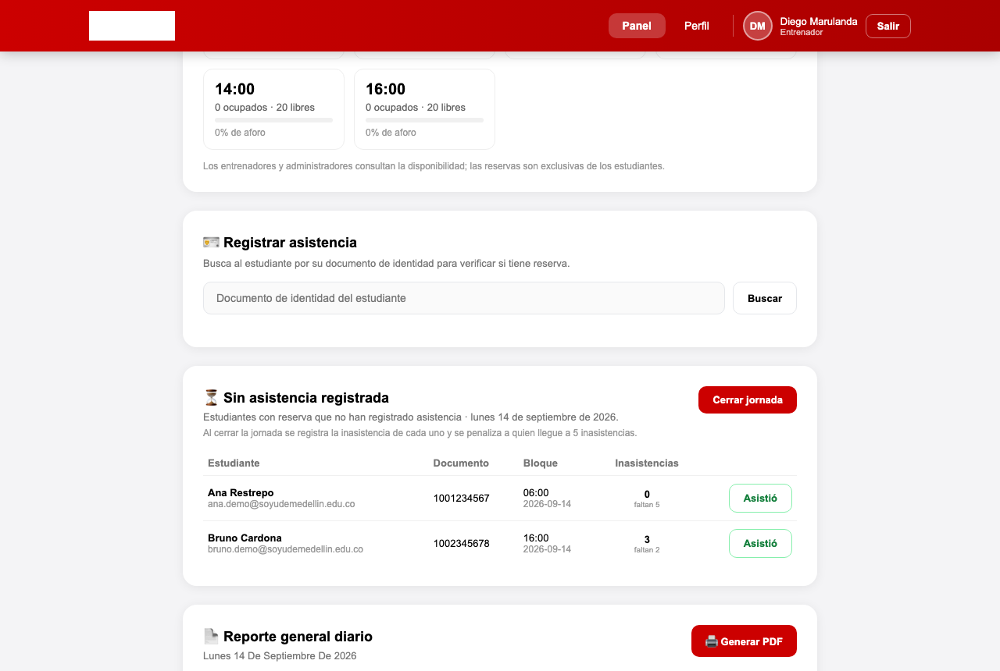 Panel
Perfil
DM
Diego Marulanda
Entrenador
Salir
14:00
0 ocupados · 20 libres
0% de aforo
16:00
0 ocupados · 20 libres
0% de aforo
Los entrenadores y administradores consultan la disponibilidad; las reservas son exclusivas de los estudiantes.
Registrar asistencia
Busca al estudiante por su documento de identidad para verificar si tiene reserva.
Documento de identidad del estudiante
Buscar
Sin asistencia registrada
Cerrar jornada
Estudiantes con reserva que no han registrado asistencia · lunes 14 de septiembre de 2026.
Al cerrar la jornada se registra la inasistencia de cada uno y se penaliza a quien llegue a 5 inasistencias.
Estudiante Documento Bloque Inasistencias
Ana Restrepo 1001234567 06:00 0 Asistió
ana.demo@soyudemedellin.edu.co 2026-09-14 faltan 5
Bruno Cardona 1002345678 16:00 3 Asistió
bruno.demo@soyudemedellin.edu.co 2026-09-14 faltan 2
Reporte general diario
Generar PDF
Lunes 14 De Septiembre De 2026